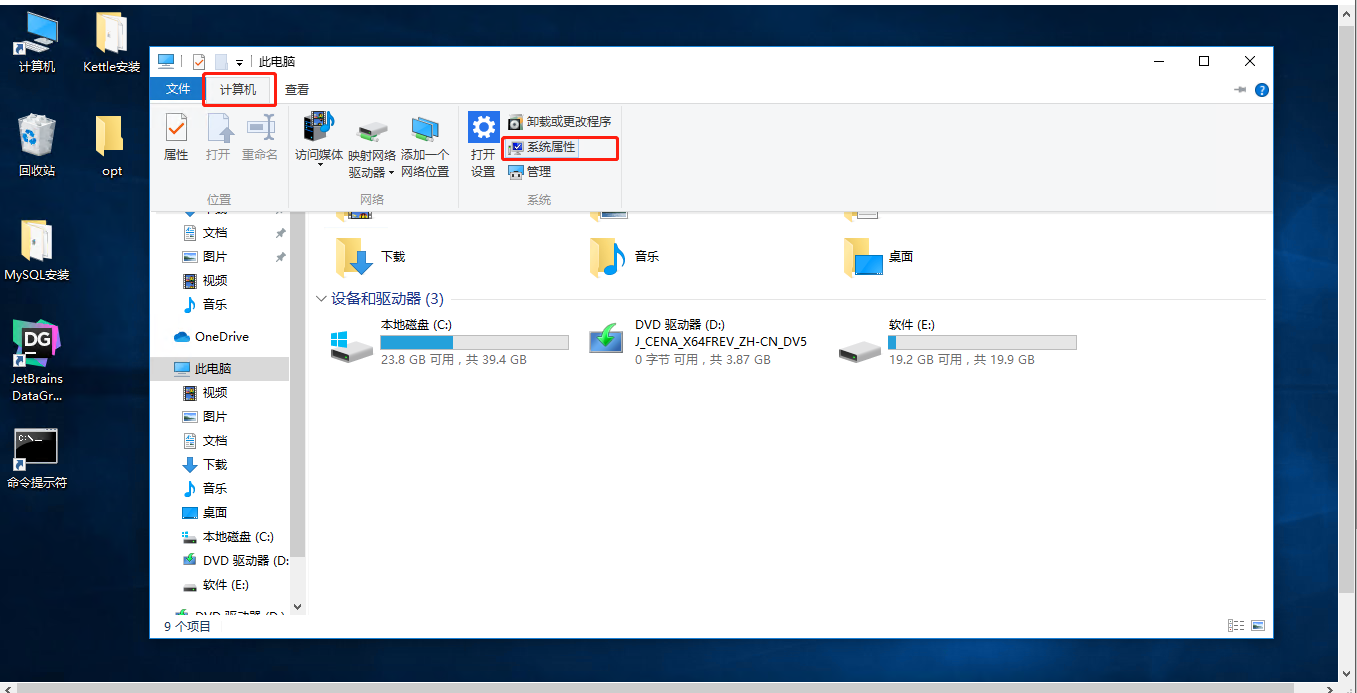 计算机
Kettle安装
回收站
opt
MySQL安装
DG
JetBrains
DataGr...
C:\>_
命令提示符
此电脑
文件
计算机
查看
属性
打开
重命名
位置
访问媒体
映射网络
驱动器
添加一个
网络位置
网络
打开
设置
卸载或更改程序
系统属性
管理
系统
下载
文档
图片
视频
音乐
OneDrive
此电脑
视频
图片
文档
下载
音乐
桌面
本地磁盘 (C:)
DVD 驱动器 (D:
软件 (E:)
DVD 驱动器 (D:)
下载
音乐
桌面
设备和驱动器 (3)
本地磁盘 (C:)
23.8 GB 可用，共 39.4 GB
DVD 驱动器 (D:)
J_CENA_X64FREV_ZH-CN_DV5
0 字节 可用，共 3.87 GB
软件 (E:)
19.2 GB 可用，共 19.9 GB
9 个项目